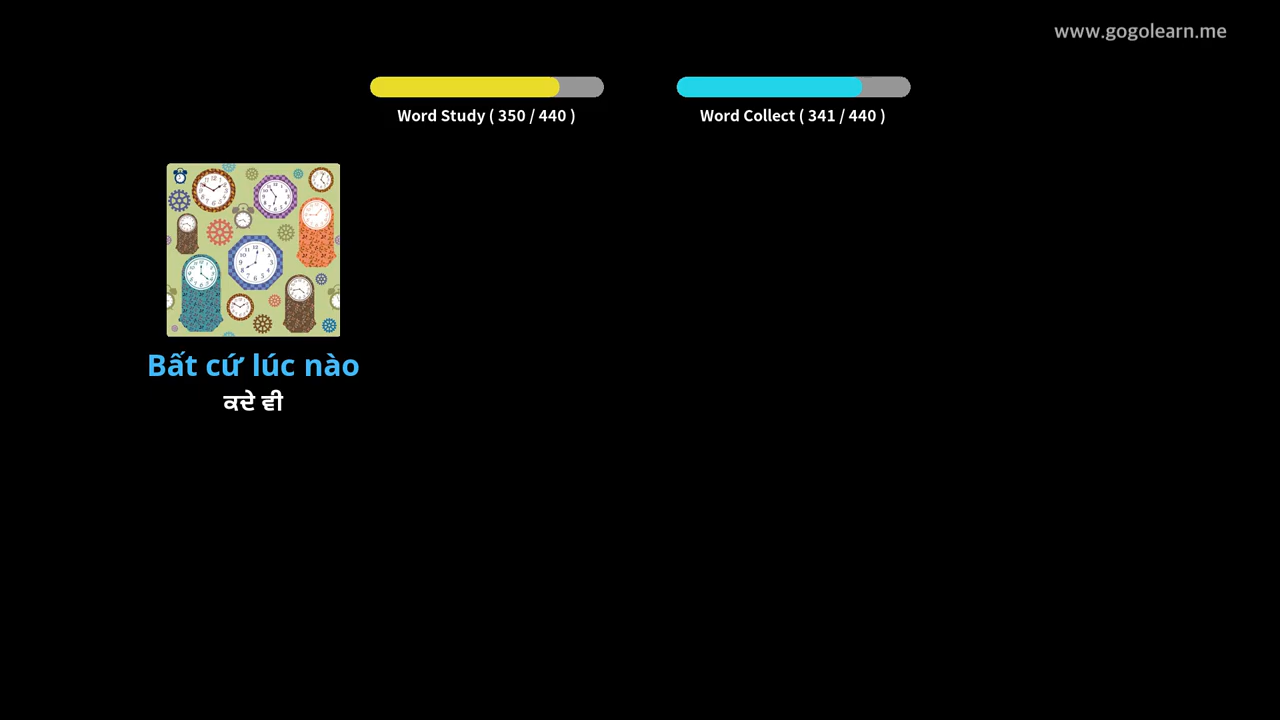 www.gogolearn.me
Word Study ( 350 / 440 )
Word Collect ( 341 / 440 )
Bất cứ lúc nào
ਕਦੇ ਵੀ